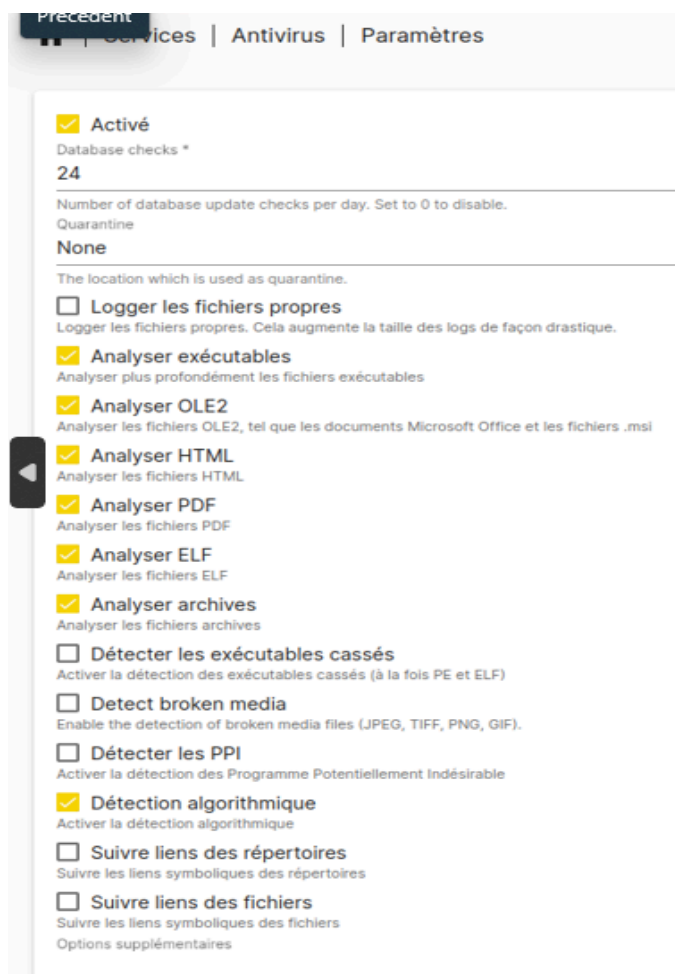 Précédent
Services | Antivirus | Paramètres
Activé
Database checks *
24
Number of database update checks per day. Set to 0 to disable.
Quarantine
None
The location which is used as quarantine.
Logger les fichiers propres
Logger les fichiers propres. Cela augmente la taille des logs de façon drastique.
Analyser exécutables
Analyser plus profondément les fichiers exécutables
Analyser OLE2
Analyser les fichiers OLE2, tel que les documents Microsoft Office et les fichiers .msi
Analyser HTML
Analyser les fichiers HTML
Analyser PDF
Analyser les fichiers PDF
Analyser ELF
Analyser les fichiers ELF
Analyser archives
Analyser les fichiers archives
Détecter les exécutables cassés
Activer la détection des exécutables cassés (à la fois PE et ELF)
Detect broken media
Enable the detection of broken media files (JPEG, TIFF, PNG, GIF).
Détecter les PPI
Activer la détection des Programme Potentiellement Indésirable
Détection algorithmique
Activer la détection algorithmique
Suivre liens des répertoires
Suivre les liens symboliques des répertoires
Suivre liens des fichiers
Suivre les liens symboliques des fichiers
Options supplémentaires